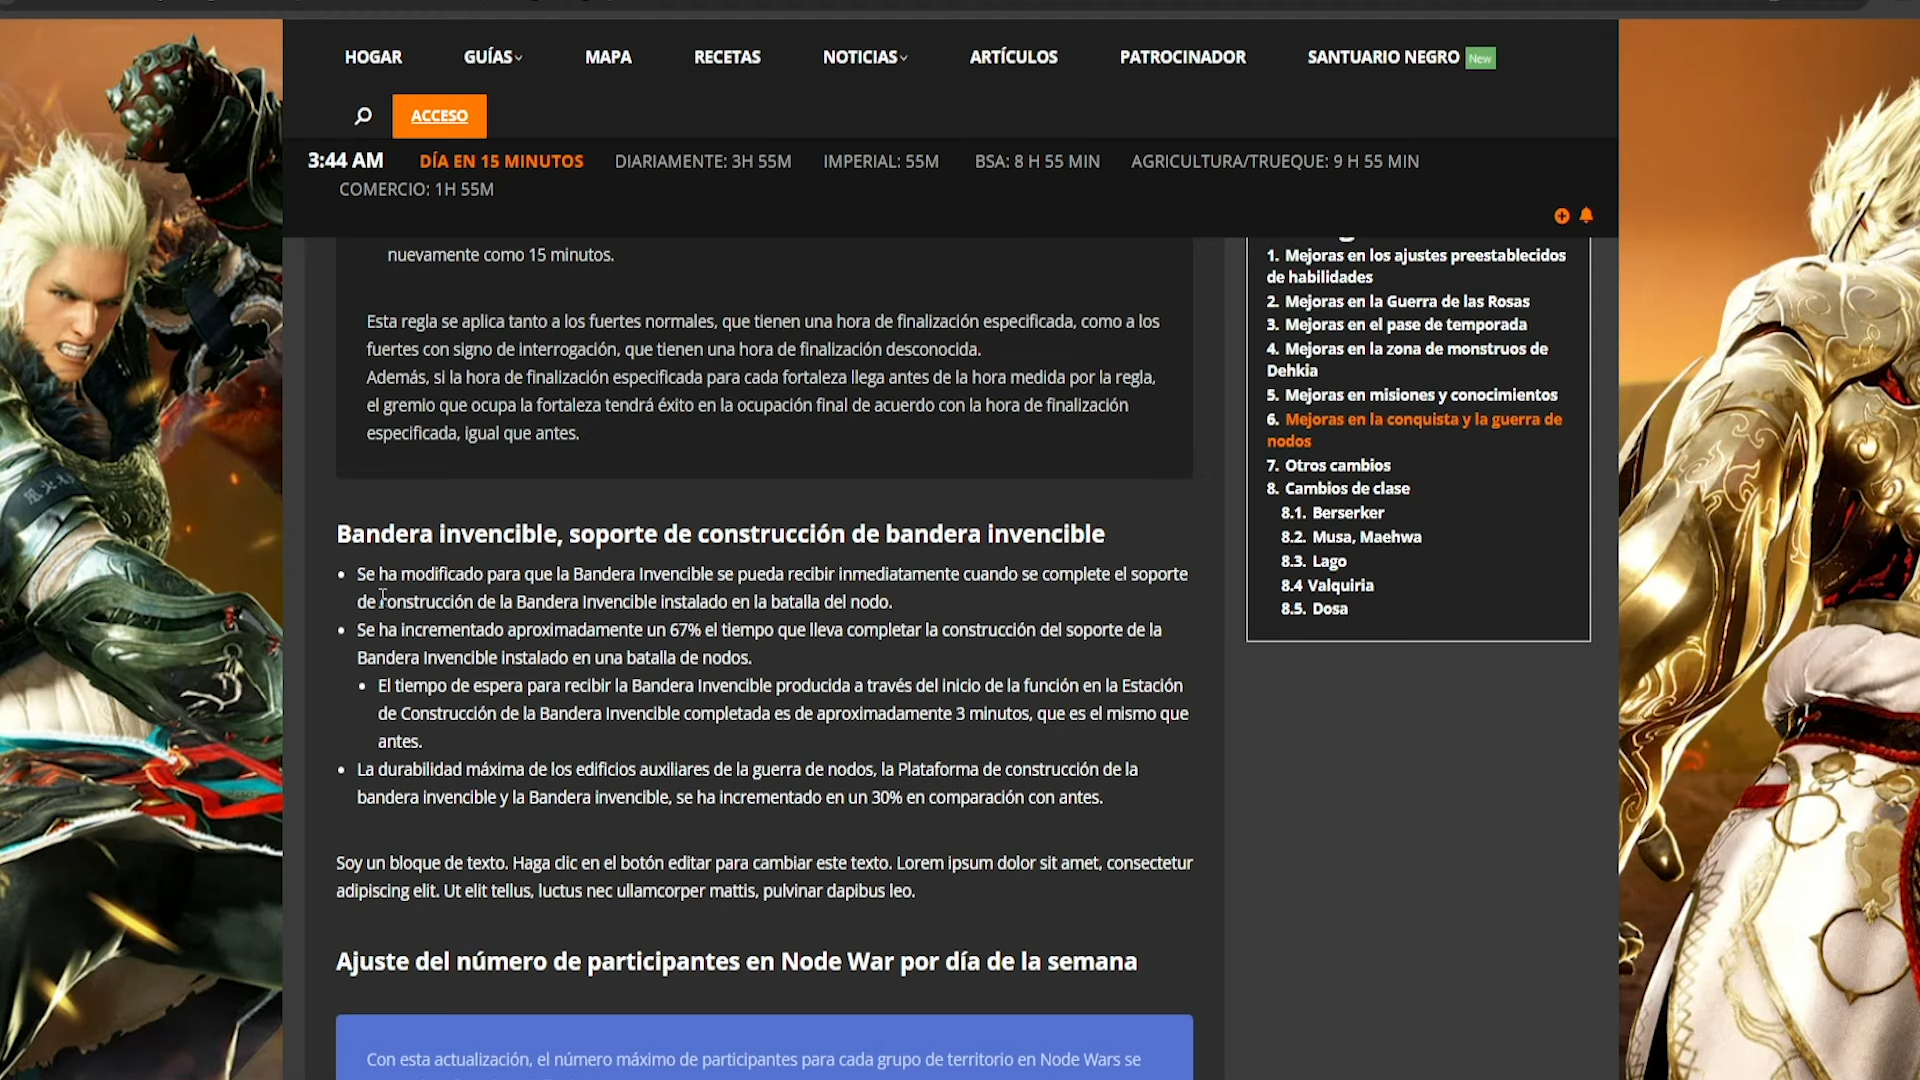 HOGAR GUÍAS MAPA RECETAS NOTICIAS ARTÍCULOS PATROCINADOR SANTUARIO NEGRO New
ACCESO
3:44 AM DÍA EN 15 MINUTOS DIARIAMENTE: 3H 55M IMPERIAL: 55M BSA: 8 H 55 MIN AGRICULTURA/TRUEQUE: 9 H 55 MIN
COMERCIO: 1H 55M
nuevamente como 15 minutos.
Esta regla se aplica tanto a los fuertes normales, que tienen una hora de finalización especificada, como a los
fuertes con signo de interrogación, que tienen una hora de finalización desconocida.
Además, si la hora de finalización especificada para cada fortaleza llega antes de la hora medida por la regla,
el gremio que ocupa la fortaleza tendrá éxito en la ocupación final de acuerdo con la hora de finalización
especificada, igual que antes.
Bandera invencible, soporte de construcción de bandera invencible
• Se ha modificado para que la Bandera Invencible se pueda recibir inmediatamente cuando se complete el soporte
de construcción de la Bandera Invencible instalado en la batalla del nodo.
• Se ha incrementado aproximadamente un 67% el tiempo que lleva completar la construcción del soporte de la
Bandera Invencible instalado en una batalla de nodos.
• El tiempo de espera para recibir la Bandera Invencible producida a través del inicio de la función en la Estación
de Construcción de la Bandera Invencible completada es de aproximadamente 3 minutos, que es el mismo que
antes.
• La durabilidad máxima de los edificios auxiliares de la guerra de nodos, la Plataforma de construcción de la
bandera invencible y la Bandera invencible, se ha incrementado en un 30% en comparación con antes.
Soy un bloque de texto. Haga clic en el botón editar para cambiar este texto. Lorem ipsum dolor sit amet, consectetur
adipiscing elit. Ut elit tellus, luctus nec ullamcorper mattis, pulvinar dapibus leo.
Ajuste del número de participantes en Node War por día de la semana
Con esta actualización, el número máximo de participantes para cada grupo de territorio en Node Wars se
1. Mejoras en los ajustes preestablecidos
de habilidades
2. Mejoras en la Guerra de las Rosas
3. Mejoras en el pase de temporada
4. Mejoras en la zona de monstruos de
Dehkia
5. Mejoras en misiones y conocimientos
6. Mejoras en la conquista y la guerra de
nodos
7. Otros cambios
8. Cambios de clase
8.1. Berserker
8.2. Musa, Maehwa
8.3. Lago
8.4 Valquiria
8.5. Dosa